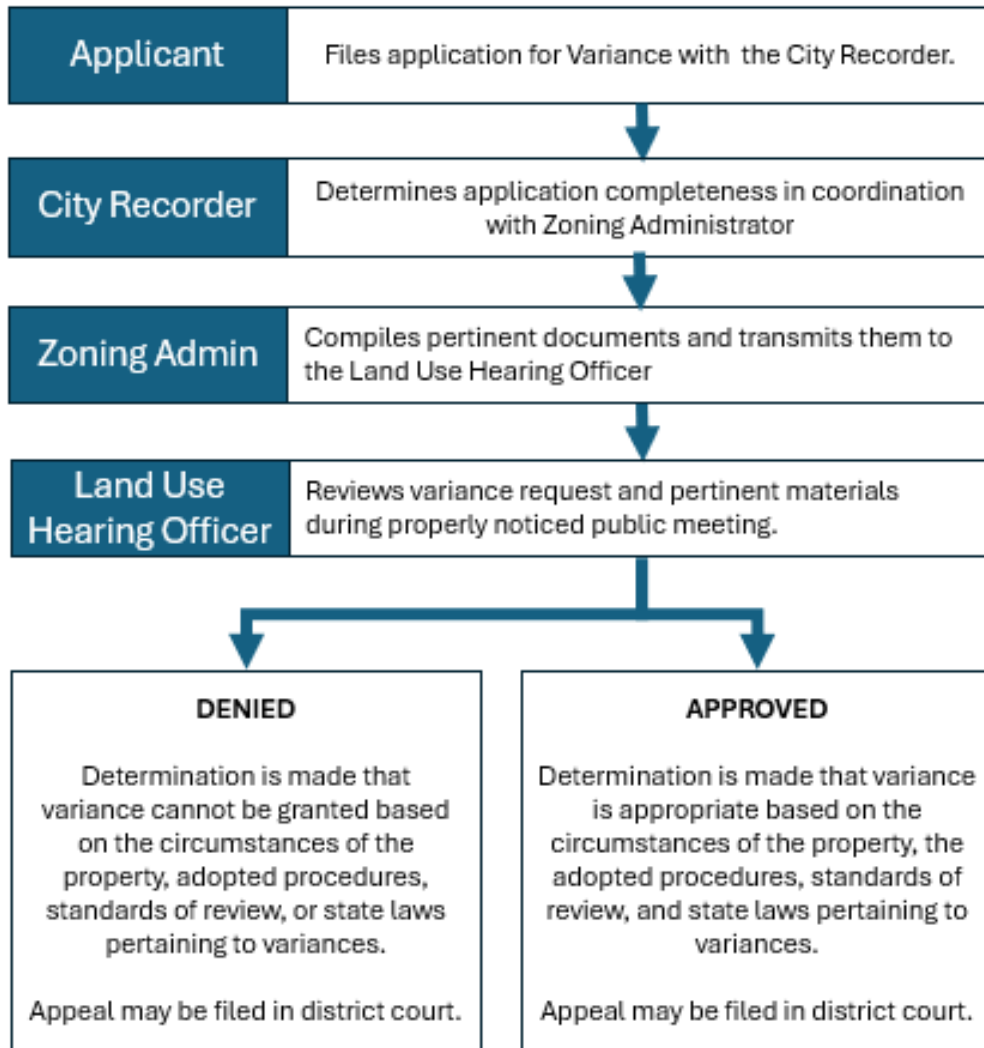 Applicant
Files application for Variance with the City Recorder.
City Recorder
Determines application completeness in coordination
with Zoning Administrator
Zoning Admin
Compiles pertinent documents and transmits them to
the Land Use Hearing Officer
Land Use
Hearing Officer
Reviews variance request and pertinent materials
during properly noticed public meeting.
DENIED
Determination is made that
variance cannot be granted based
on the circumstances of the
property, adopted procedures,
standards of review, or state laws
pertaining to variances.
Appeal may be filed in district court.
APPROVED
Determination is made that variance
is appropriate based on the
circumstances of the property, the
adopted procedures, standards of
review, and state laws pertaining to
variances.
Appeal may be filed in district court.